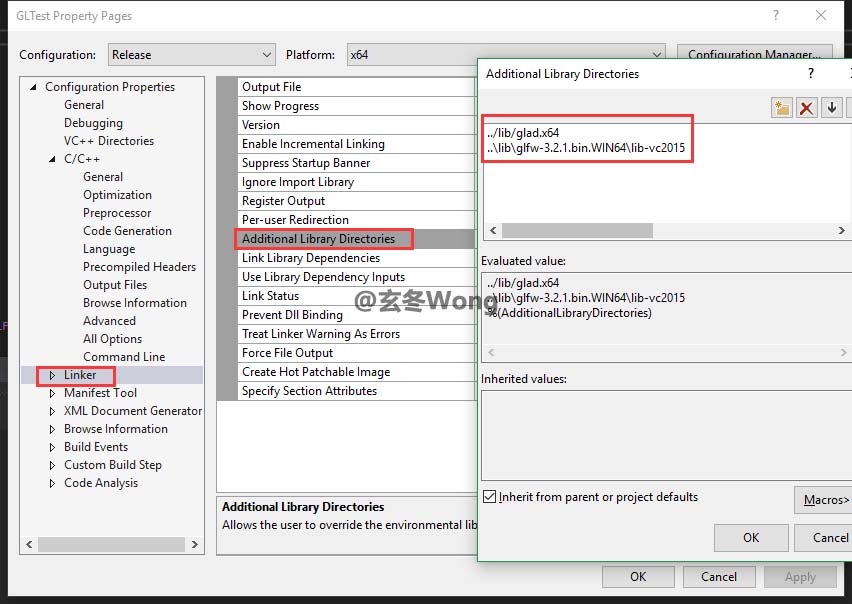 GLTest Property Pages
Configuration: Release Platform: x64 Configuration Manager...
Configuration Properties
General
Debugging
VC++ Directories
C/C++
General
Optimization
Preprocessor
Code Generation
Language
Precompiled Headers
Output Files
Browse Information
Advanced
All Options
Command Line
Linker
Manifest Tool
XML Document Generator
Browse Information
Build Events
Custom Build Step
Code Analysis
Output File
Show Progress
Version
Enable Incremental Linking
Suppress Startup Banner
Ignore Import Library
Register Output
Per-user Redirection
Additional Library Directories
Link Library Dependencies
Use Library Dependency Inputs
Link Status
Prevent Dll Binding
Treat Linker Warning As Errors
Force File Output
Create Hot Patchable Image
Specify Section Attributes
Additional Library Directories
Allows the user to override the environmental lib
Additional Library Directories
../lib/glad.x64
..\lib\glfw-3.2.1.bin.WIN64\lib-vc2015
Evaluated value:
../lib/glad.x64
..\lib\glfw-3.2.1.bin.WIN64\lib-vc2015
%(AdditionalLibraryDirectories)
Inherited values:
Inherit from parent or project defaults
Macros>
OK Cancel
OK Cancel Apply
@玄冬Wong